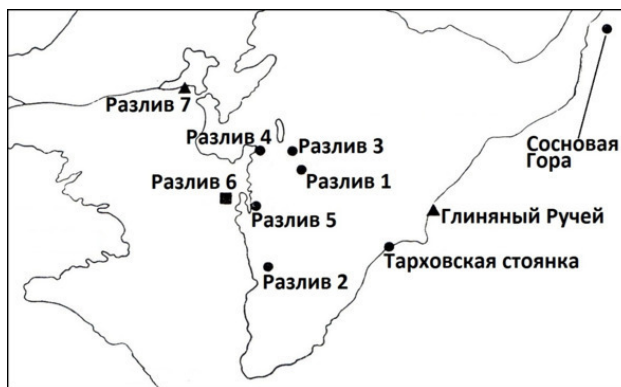 Разлив 7
Разлив 4
Разлив 3
Сосновая
Гора
Разлив 6
Разлив 1
Разлив 5
Глиняный Ручей
Тарховская стоянка
Разлив 2